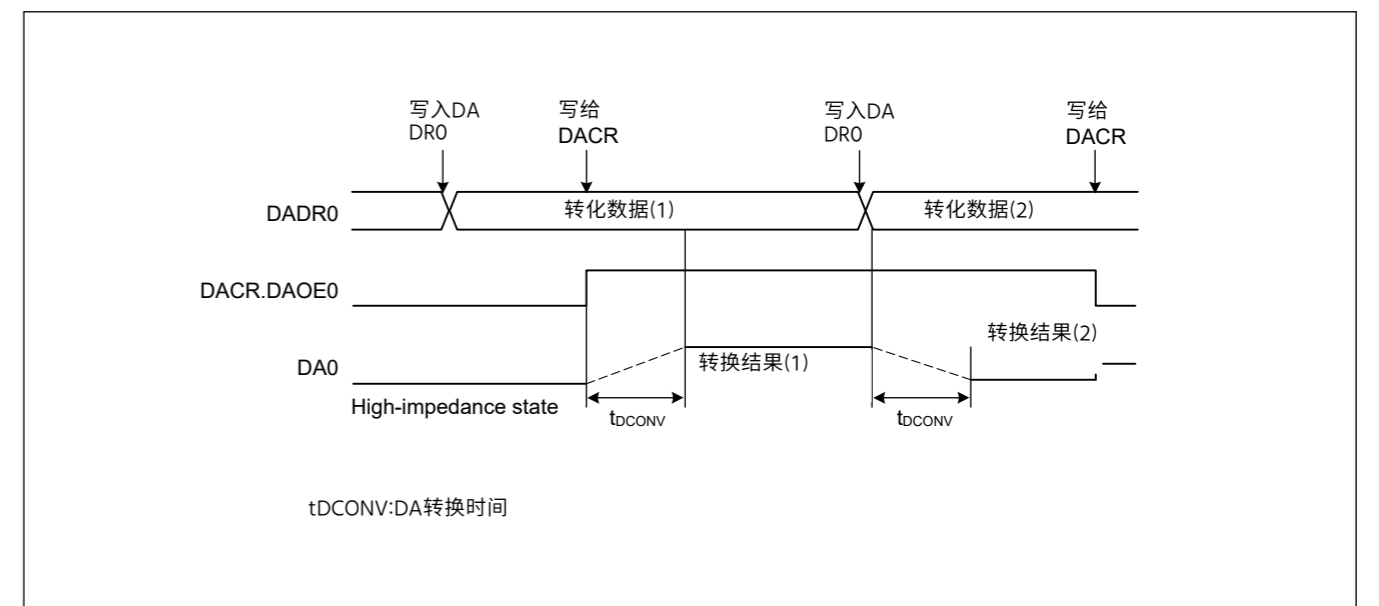 写入DA
DR0
写给
DACR
写入DA
DR0
写给
DACR
DADR0
转化数据(1)
转化数据(2)
DACR.DAOE0
转换结果(2)
DA0
转换结果(1)
High-impedance state
tDCONV
tDCONV
tDCONV:DA转换时间